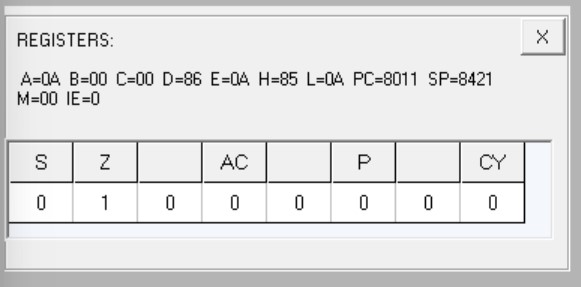 REGISTERS:
X
A=0A B=00 C=00 D=86 E=0A H=85 L=0A PC=8011 SP=8421
M=00 IE=0
S Z AC P CY
0 1 0 0 0 0 0 0